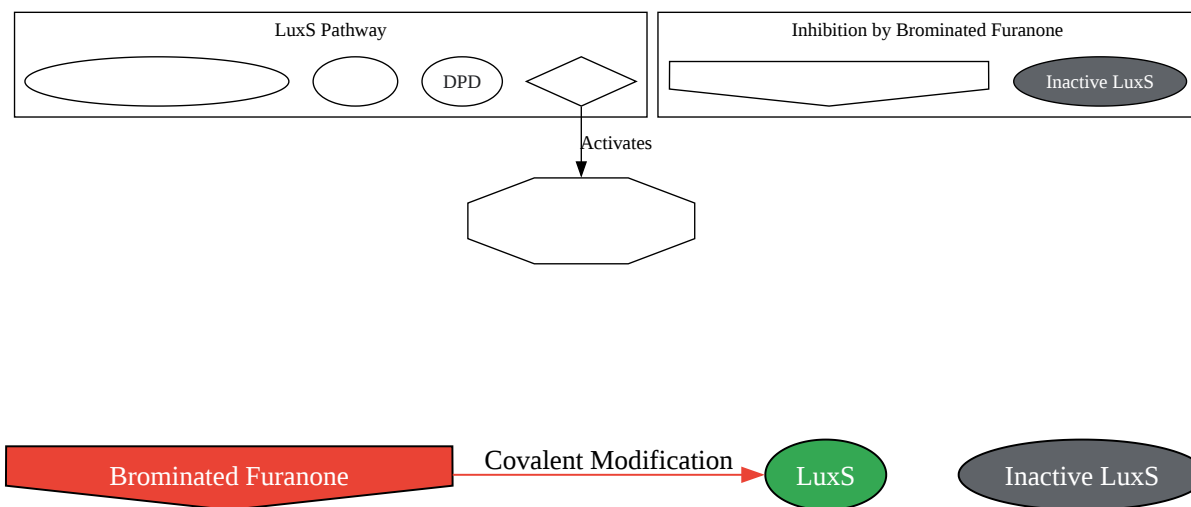 LuxS Pathway
Inhibition by Brominated Furanone
DPD
Inactive LuxS
Activates
Brominated Furanone
Covalent Modification
LuxS
Inactive LuxS